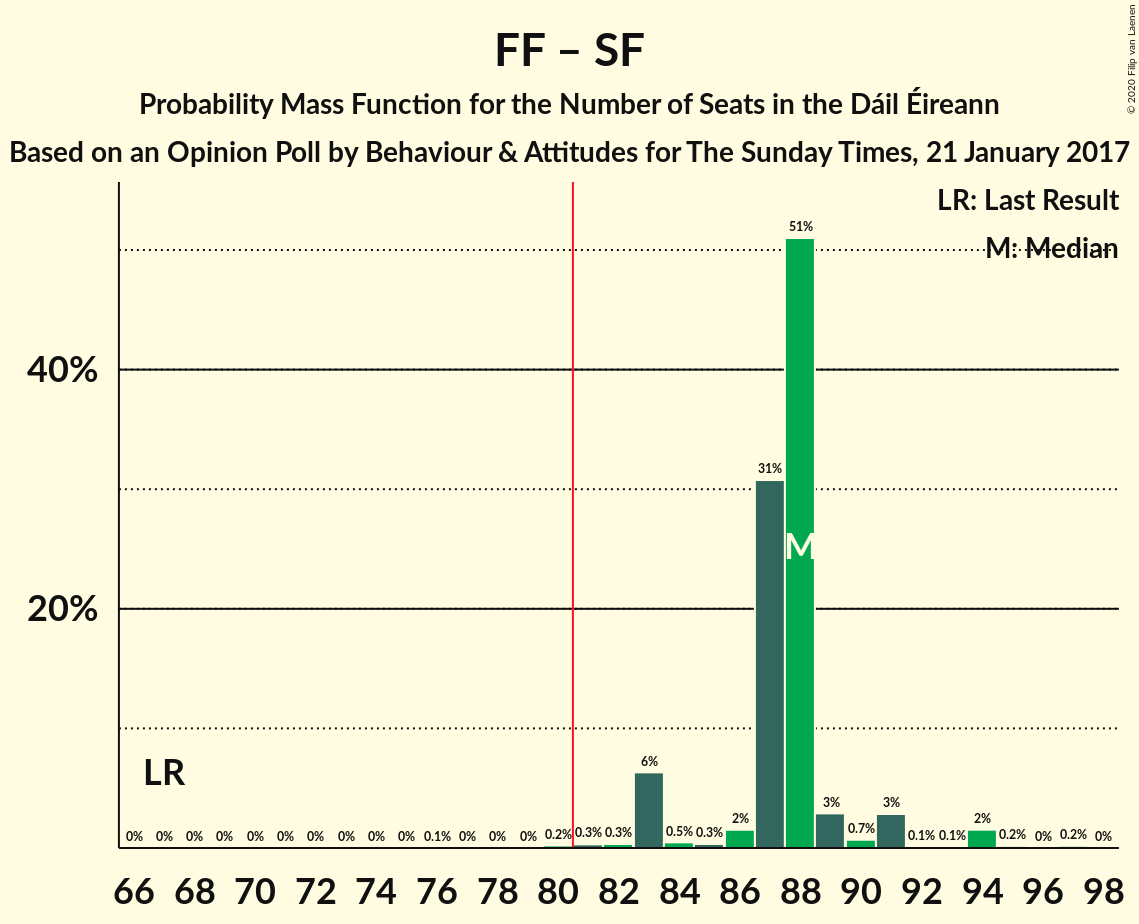 FF – SF
Probability Mass Function for the Number of Seats in the Dáil Éireann
Based on an Opinion Poll by Behaviour & Attitudes for The Sunday Times, 21 January 2017
© 2020 Filip van Laenen
LR: Last Result
M: Median
51%
40%
31%
M
20%
LR
6%
0% 0% 0% 0% 0% 0% 0% 0% 0% 0% 0.1% 0% 0% 0% 0.2% 0.3% 0.3% 0.5% 0.3% 2% 3% 0.7% 3% 0.1% 0.1% 2% 0.2% 0% 0.2% 0%
66 68 70 72 74 76 78 80 82 84 86 88 90 92 94 96 98